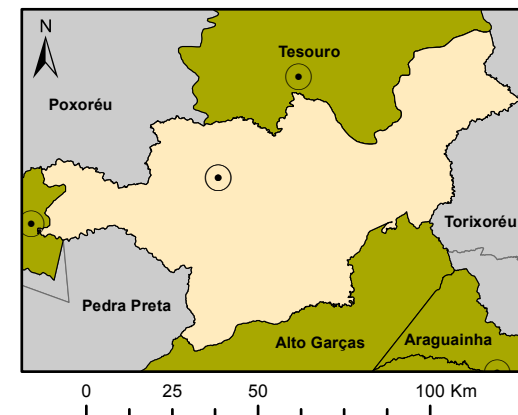 N
Tesouro
Poxoréu
Torixoréu
Pedra Preta
Alto Garças
Araguainha
0 25 50 100 Km